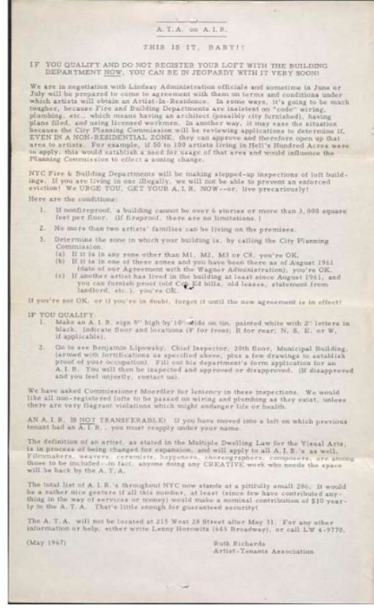 A.T.A. on A.I.R.
THIS IS IT, BABY!!
IF YOU QUALIFY AND DO NOT REGISTER YOUR LOFT WITH THE BUILDING
DEPARTMENT NOW, YOU CAN BE IN JEOPARDY WITH IT VERY SOON!
We are in negotiation with Lindsay Administration officials and sometime in June or
July will be prepared to come to agreement with them on terms and conditions under
which artists will obtain an Artist-In-Residence. In some ways, it's going to be much
tougher, because Fire and Building Departments are insistent on "code" wiring,
plumbing, etc., which means having an architect (possibly city furnished), having
plans filed, and using licensed workmen. In another way, it may ease the situation
because the City Planning Commission will be reviewing applications to determine if,
EVEN IN A NON-RESIDENTIAL ZONE, they can approve and therefore open up that
area to artists. For example, if 50 to 100 artists living in Hell's Hundred Acres were
to apply, this would establish a need for usage of that area and would influence the
Planning Commission to effect a zoning change.
NYC Fire & Building Departments will be making stepped-up inspections of loft build-
ings. If you are living in one illegally, we will not be able to prevent an enforced
eviction! We URGE YOU, GET YOUR A.I.R. NOW--or, live precariously!
Here are the conditions:
1. If nonfireproof, a building cannot be over 6 stories or more than 3,000 square
feet per floor. (If fireproof, there are no limitations.)
2. No more than two artists' families can be living on the premises.
3. Determine the zone in which your building is, by calling the City Planning
Commission.
(a) If it is in any zone other than M1, M2, M3 or C8, you're OK.
(b) If it is in one of these zones and you have been there as of August 1961
(date of our Agreement with the Wagner Administration), you're OK.
(c) If another artist has lived in the building at least since August 1961, and
you can furnish proof (old Con Ed bills, old leases, statement from
landlord, etc.), you're OK.
If you're not OK, or if you're in doubt, forget it until the new agreement is in effect!
IF YOU QUALIFY:
1. Make an A.I.R. sign 8" high by 10" wide on tin, painted white with 2" letters in
black. Indicate floor and locations (F for front; R for rear; N, S, E, or W,
if applicable).
2. Go to see Benjamin Lipowsky, Chief Inspector, 20th floor, Municipal Building,
(armed with fortifications as specified above, plus a few drawings to establish
proof of your occupation). Fill out his department's form application for an
A.I.R. You will then be inspected and approved or disapproved. (If disapproved
and you feel unjustly, contact us).
We have asked Commissioner Moerdler for leniency in these inspections. We would
like all non-registered lofts to be passed on wiring and plumbing as they exist, unless
there are very flagrant violations which might endanger life or health.
AN A.I.R. IS NOT TRANSFERABLE! If you have moved into a loft on which previous
tenant had an A.I.R., you must reapply under your name.
The definition of an artist, as stated in the Multiple Dwelling Law for the Visual Arts,
is in process of being changed for expansion, and will apply to all A.I.R.'s as well.
Filmmakers, weavers, ceramists, hyphenates, choreographers, composers, are among
those to be included--in fact, anyone doing any CREATIVE work who needs the space
will be back by the A.T.A.
The total list of A.I.R.'s throughout NYC now stands at a pitifully small 206. It would
be a rather nice gesture if all this number, at least (since few have contributed any-
thing in the way of services or money) would make a nominal contribution of $10 year-
ly to the A.T.A. That's little enough for guaranteed security!
The A.T.A. will not be located at 215 West 28 Street after May 31. For any other
information or help, either write Lenny Horowitz (645 Broadway), or call LW 4-9770.
(May 1967)
Ruth Richards
Artist-Tenants Association